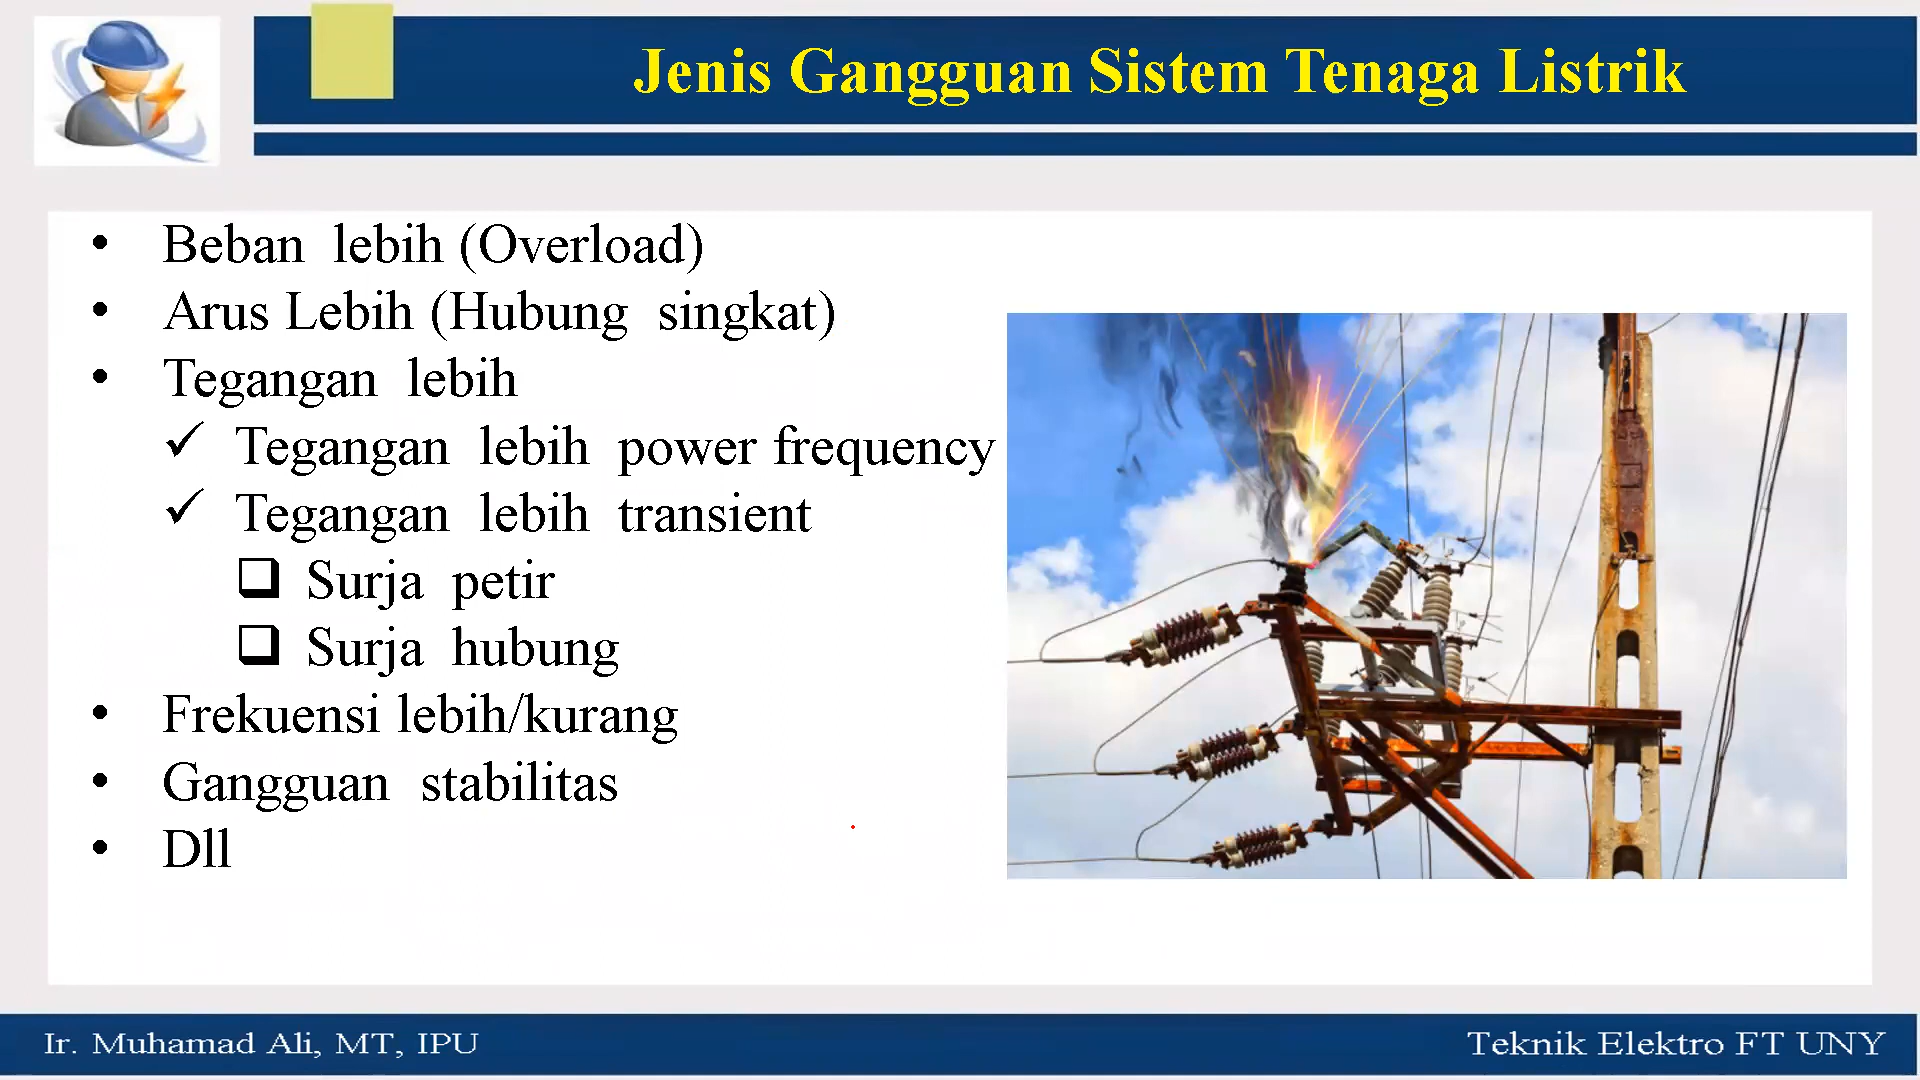 Jenis Gangguan Sistem Tenaga Listrik
• Beban lebih (Overload)
• Arus Lebih (Hubung singkat)
• Tegangan lebih
✓ Tegangan lebih power frequency
✓ Tegangan lebih transient
❑ Surja petir
❑ Surja hubung
• Frekuensi lebih/kurang
• Gangguan stabilitas
• Dll
Ir. Muhamad Ali, MT, IPU
Teknik Elektro FT UNY